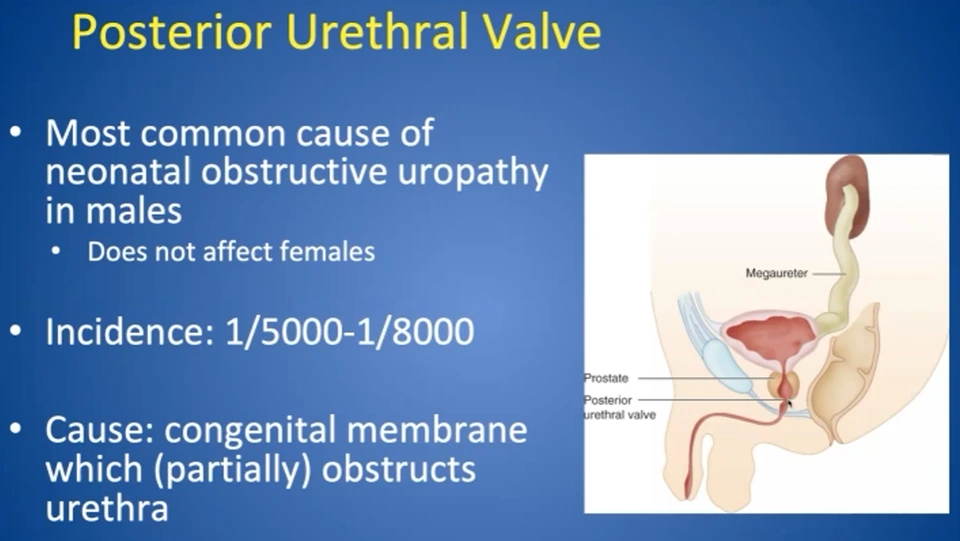 Posterior Urethral Valve
• Most common cause of
neonatal obstructive uropathy
in males
• Does not affect females
• Incidence: 1/5000-1/8000
• Cause: congenital membrane
which (partially) obstructs
urethra
Megaureter
Prostate
Posterior
urethral valve